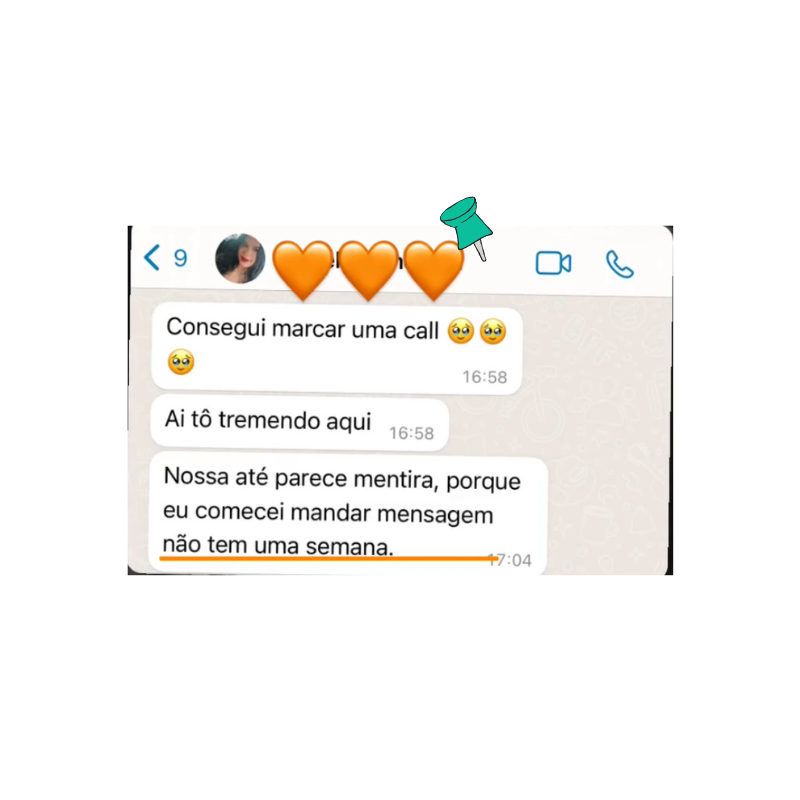 9
Consegui marcar uma call 🥹🥹
🥹
16:58
Ai tô tremendo aqui 16:58
Nossa até parece mentira, porque
eu comecei mandar mensagem
não tem uma semana.
17:04